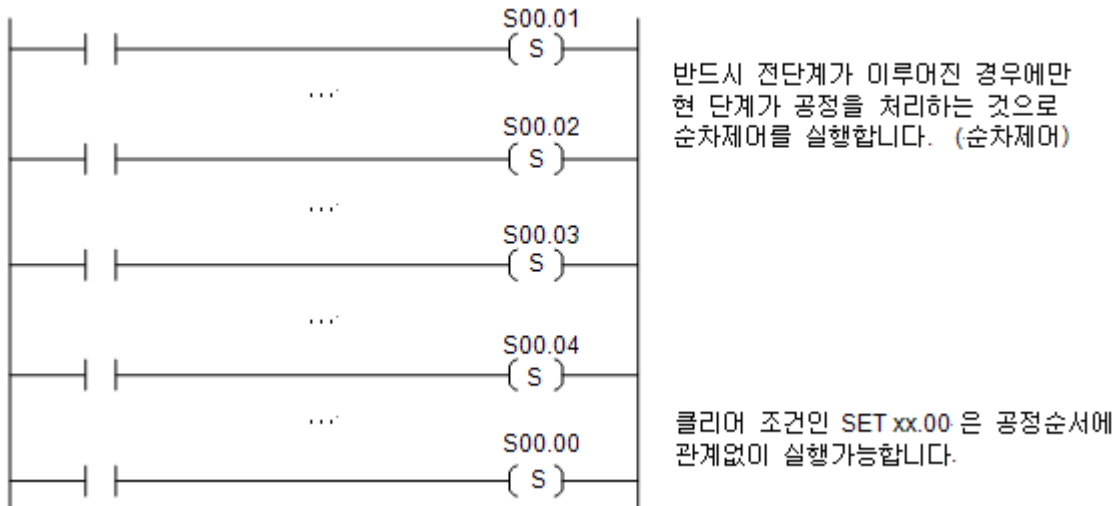 S00.01
( S )
반드시 전단계가 이루어진 경우에만
현 단계가 공정을 처리하는 것으로
순차제어를 실행합니다. (순차제어)
....
S00.02
( S )
....
S00.03
( S )
....
S00.04
( S )
....
클리어 조건인 SET xx.00 은 공정순서에
관계없이 실행가능합니다.
S00.00
( S )